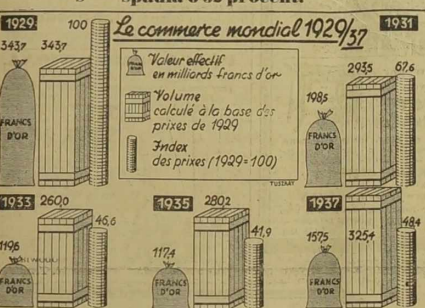 1929
100
Le commerce mondial 1929/37
1931
343,7
343,7
Valeur effectif
en milliards francs d'or
Volume
calculé à la base des
prixes de 1929
Index
des prixes (1929=100)
TUSZART
FRANCS
D'OR
198,5
293,5
67,6
FRANCS
D'OR
1933
260,0
46,6
119,6
FRANCS
D'OR
1935
280,2
41,9
117,4
FRANCS
D'OR
1937
325,4
48,4
157,5
FRANCS
D'OR